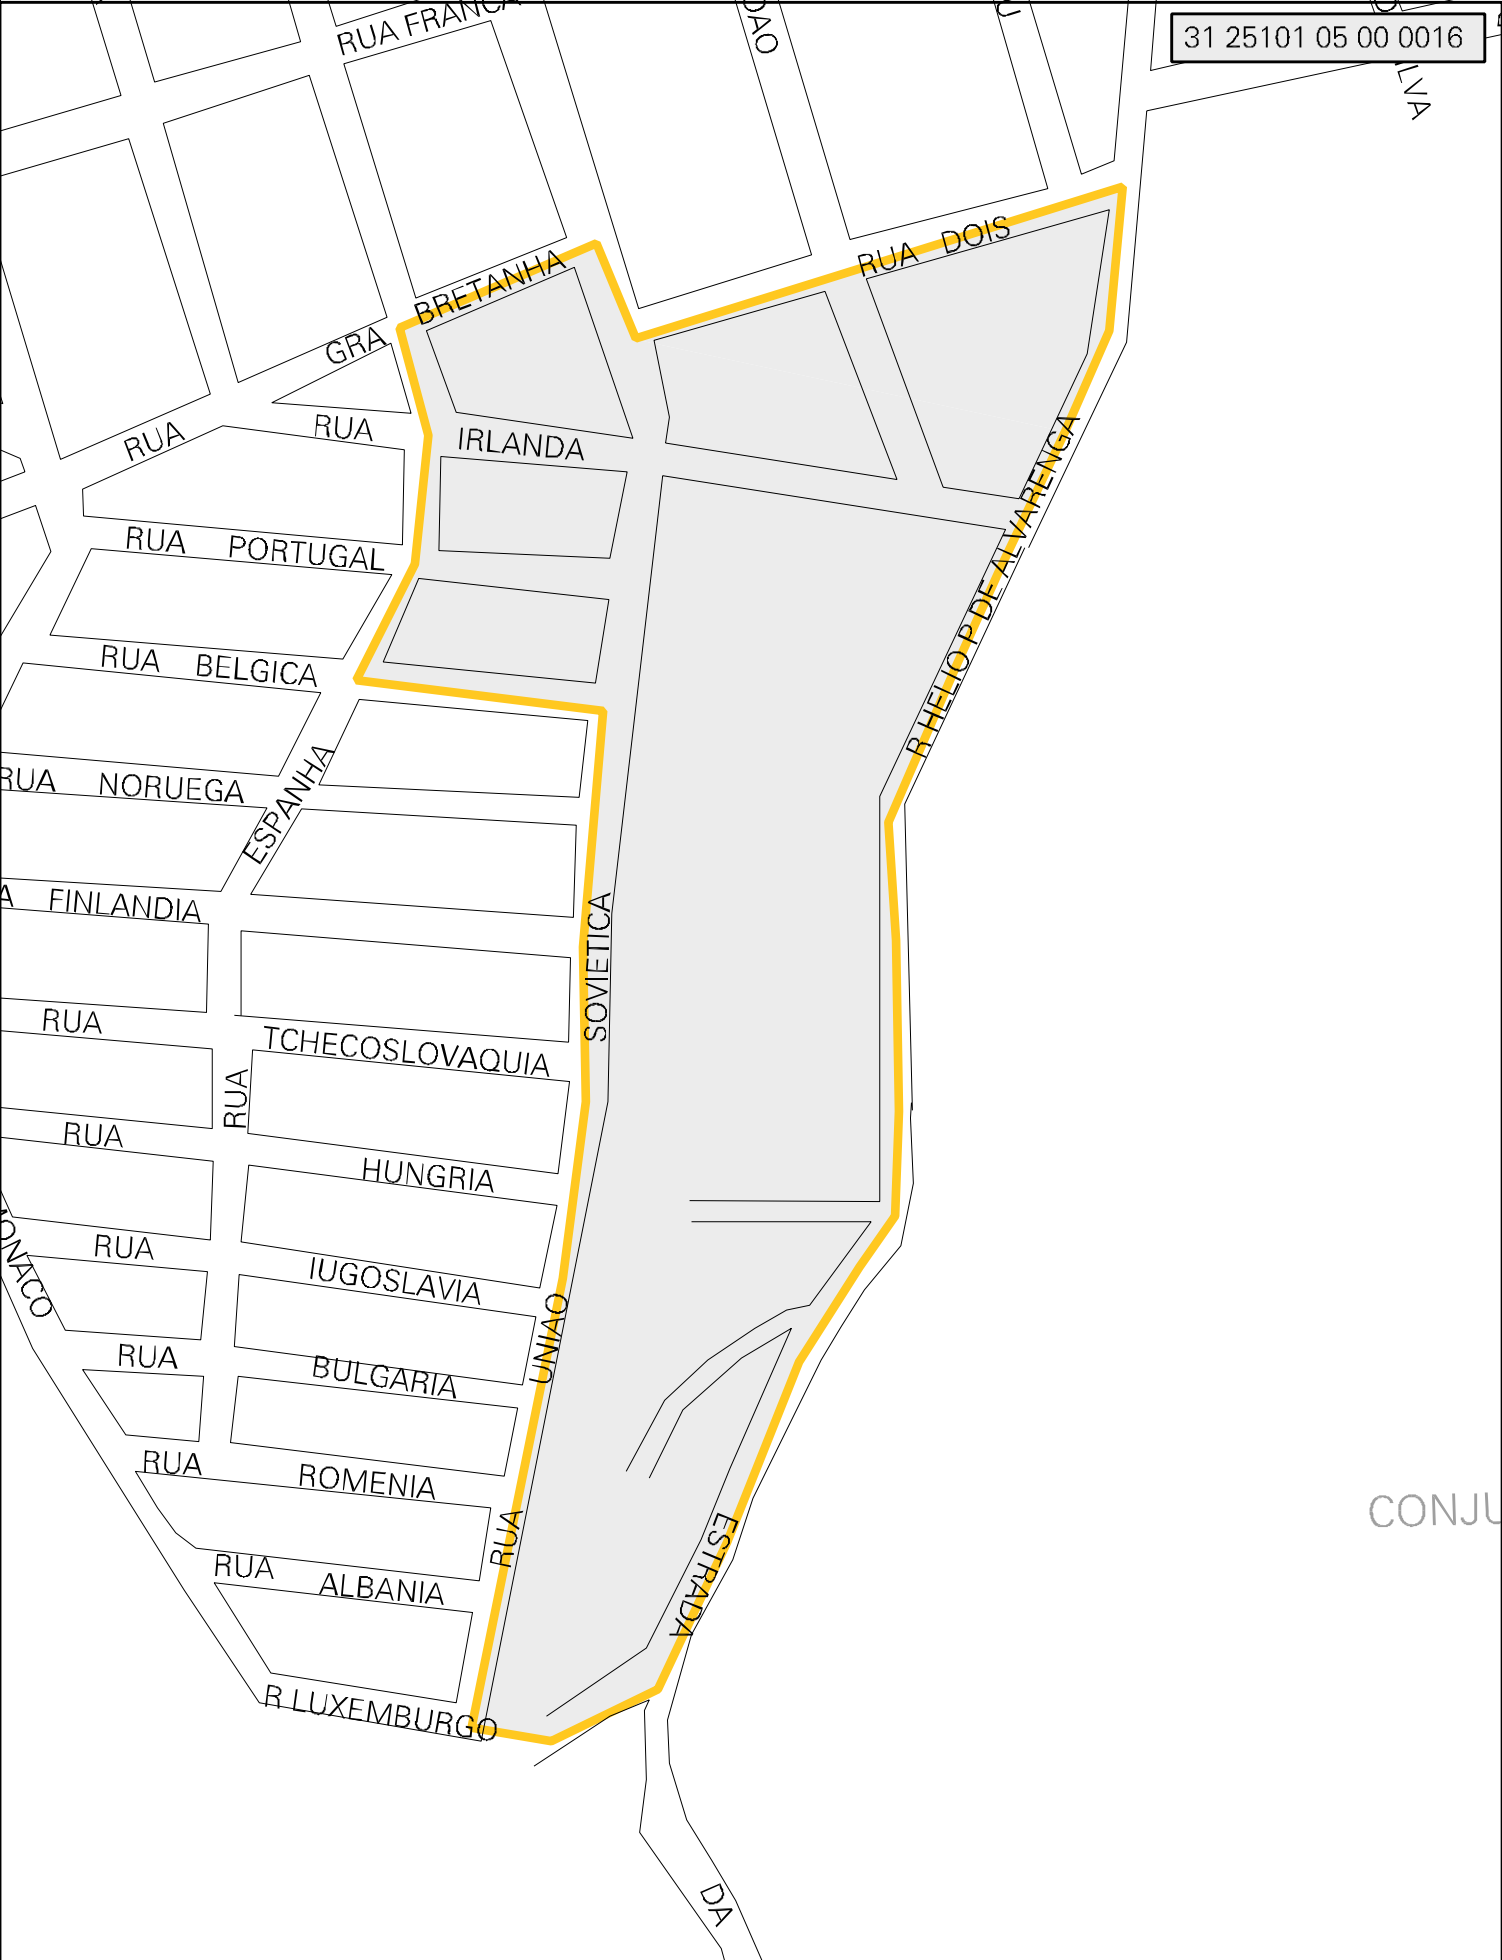 RUA FRANCA
31 25101 05 00 0016
RUA DOIS
RUA GRA BRETANHA
RUA IRLANDA
RUA PORTUGAL
RUA BELGICA
R HELIO P DE ALVARENGA
RUA NORUEGA
RUA ESPANHA
FINLANDIA
RUA UNIAO SOVIETICA
RUA TCHECOSLOVAQUIA
RUA HUNGRIA
RUA IUGOSLAVIA
RUA BULGARIA
RUA ROMENIA
RUA ALBANIA
R LUXEMBURGO
ESTRADA DA